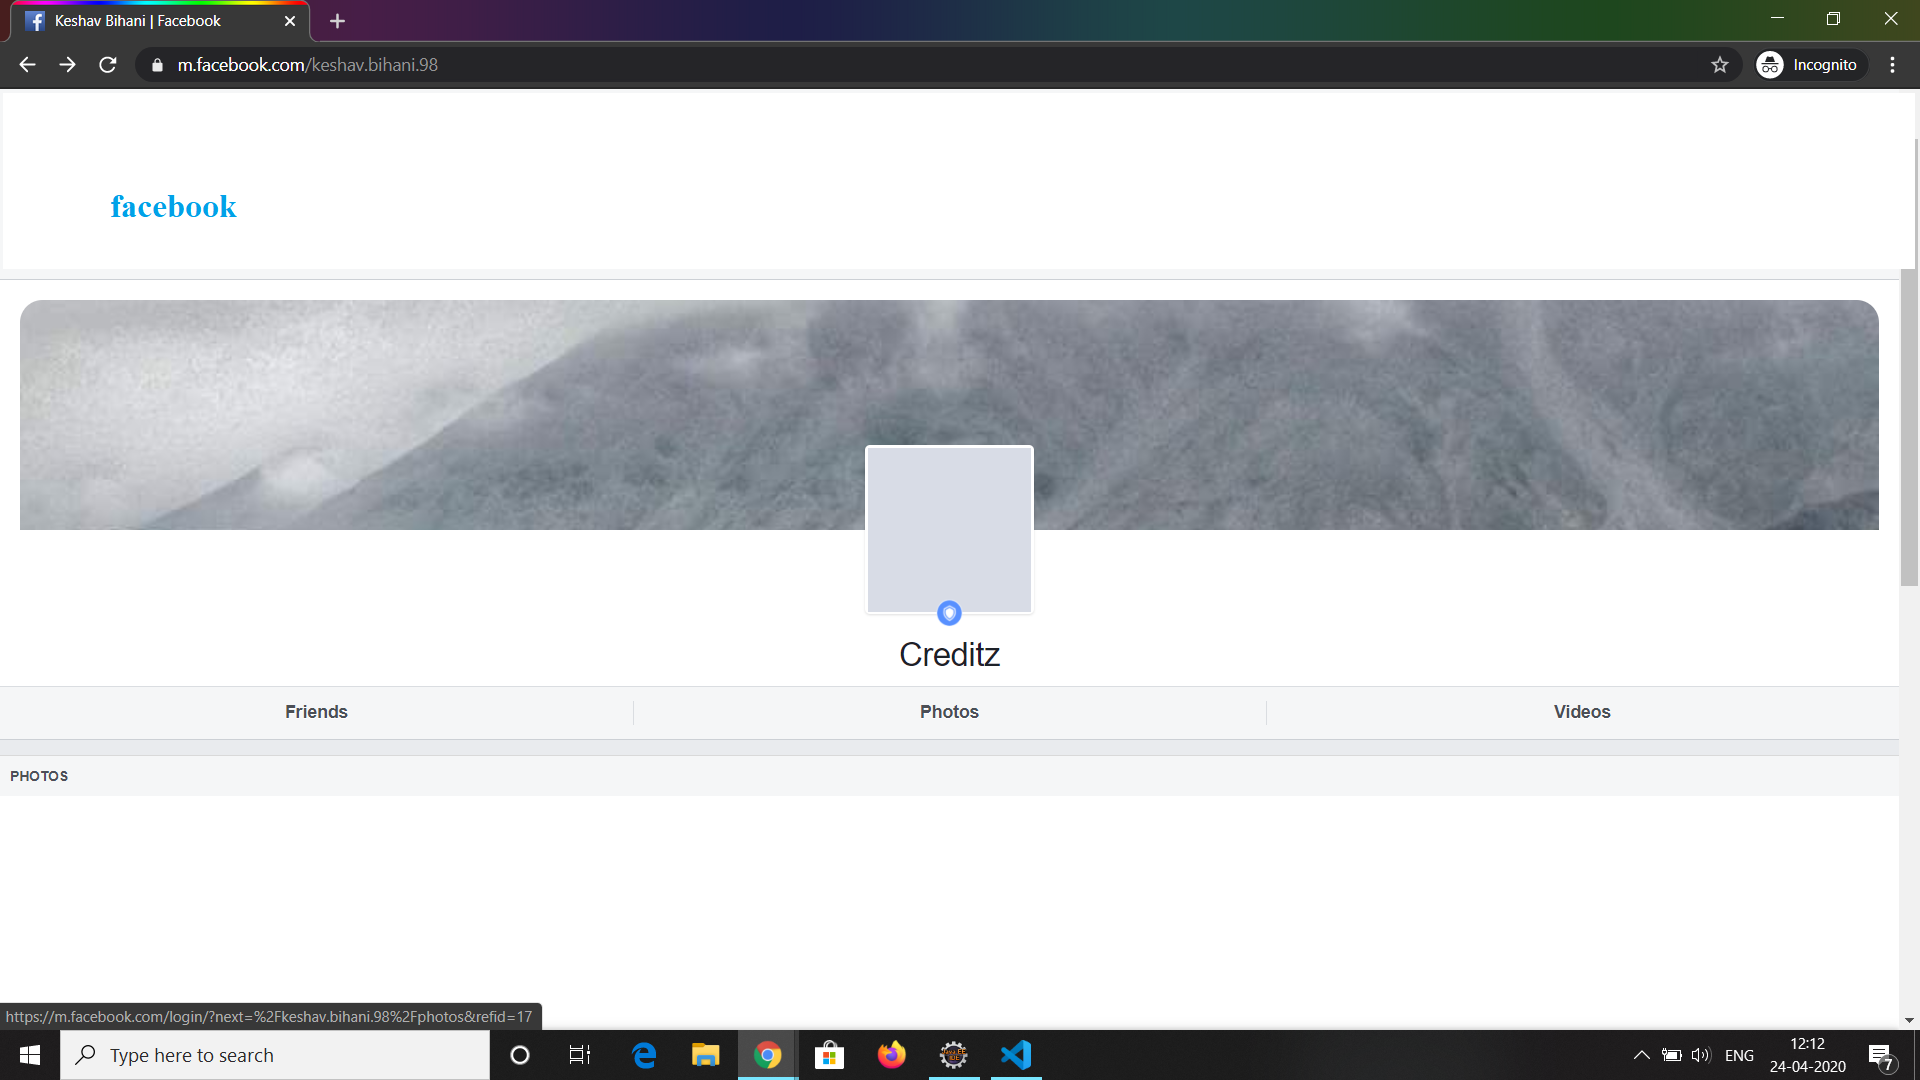 Keshav Bihani | Facebook
m.facebook.com/keshav.bihani.98
Incognito
facebook
Creditz
Friends
Photos
Videos
PHOTOS
https://m.facebook.com/login/?next=%2Fkeshav.bihani.98%2Fphotos&refid=17
Type here to search
ENG
12:12
24-04-2020
7